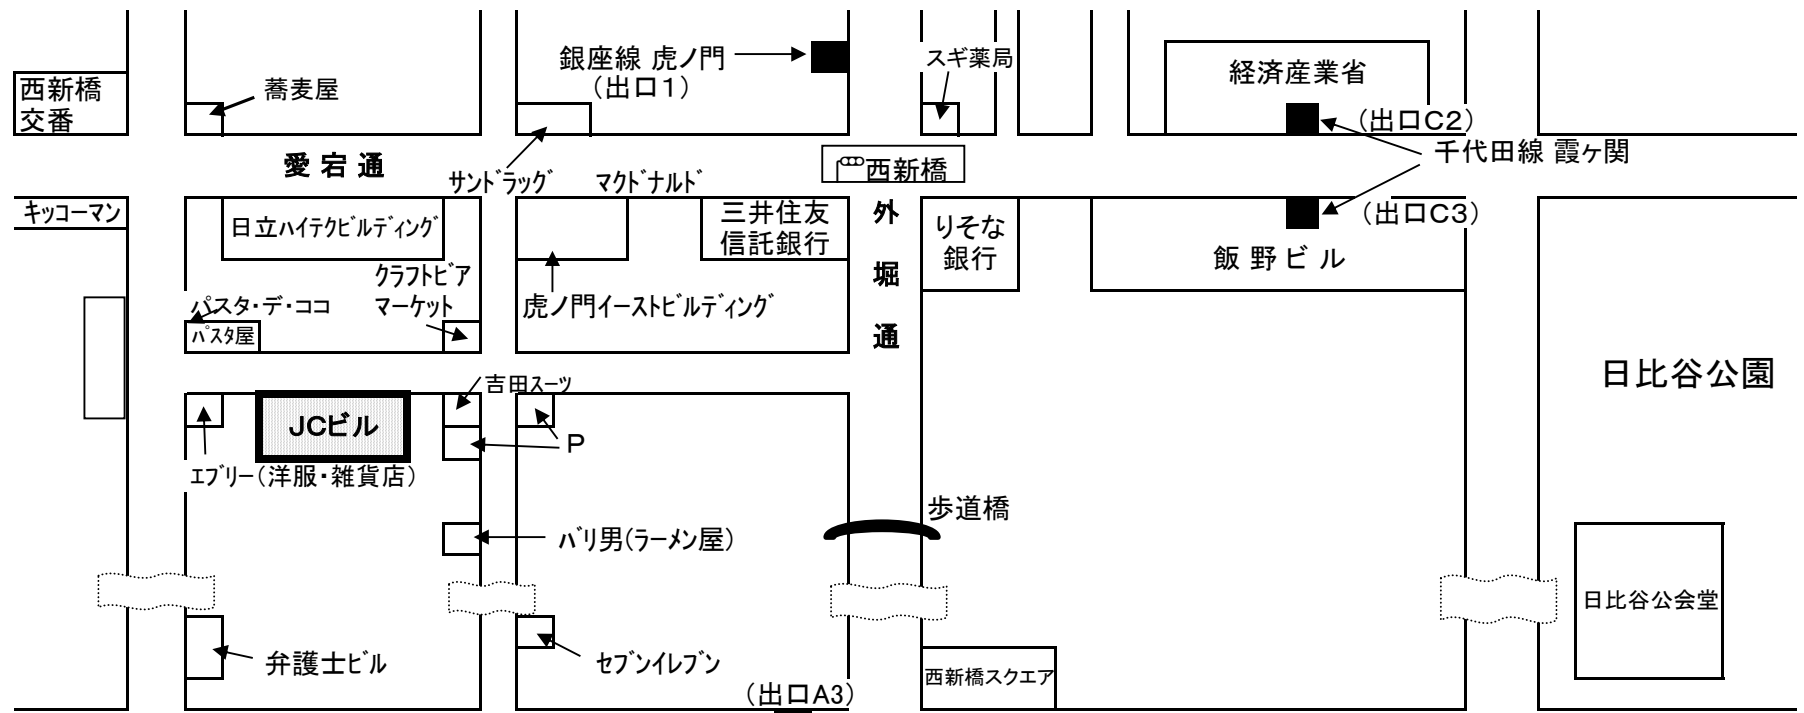 銀座線 虎ノ門
(出口1)
スギ薬局
経済産業省
西新橋
交番
蕎麦屋
(出口C2)
千代田線 霞ヶ関
愛宕通
西新橋
サンドラッグ
マクドナルド
キッコーマン
日立ハイテクビルディング
三井住友
信託銀行
外堀通
りそな
銀行
(出口C3)
飯野ビル
クラフトビア
マーケット
パスタ・デ・ココ
パスタ屋
虎ノ門イーストビルディング
日比谷公園
吉田スーツ
JCビル
P
エブリー(洋服・雑貨店)
歩道橋
バリ男(ラーメン屋)
日比谷公会堂
弁護士ビル
セブンイレブン
西新橋スクエア
(出口A3)